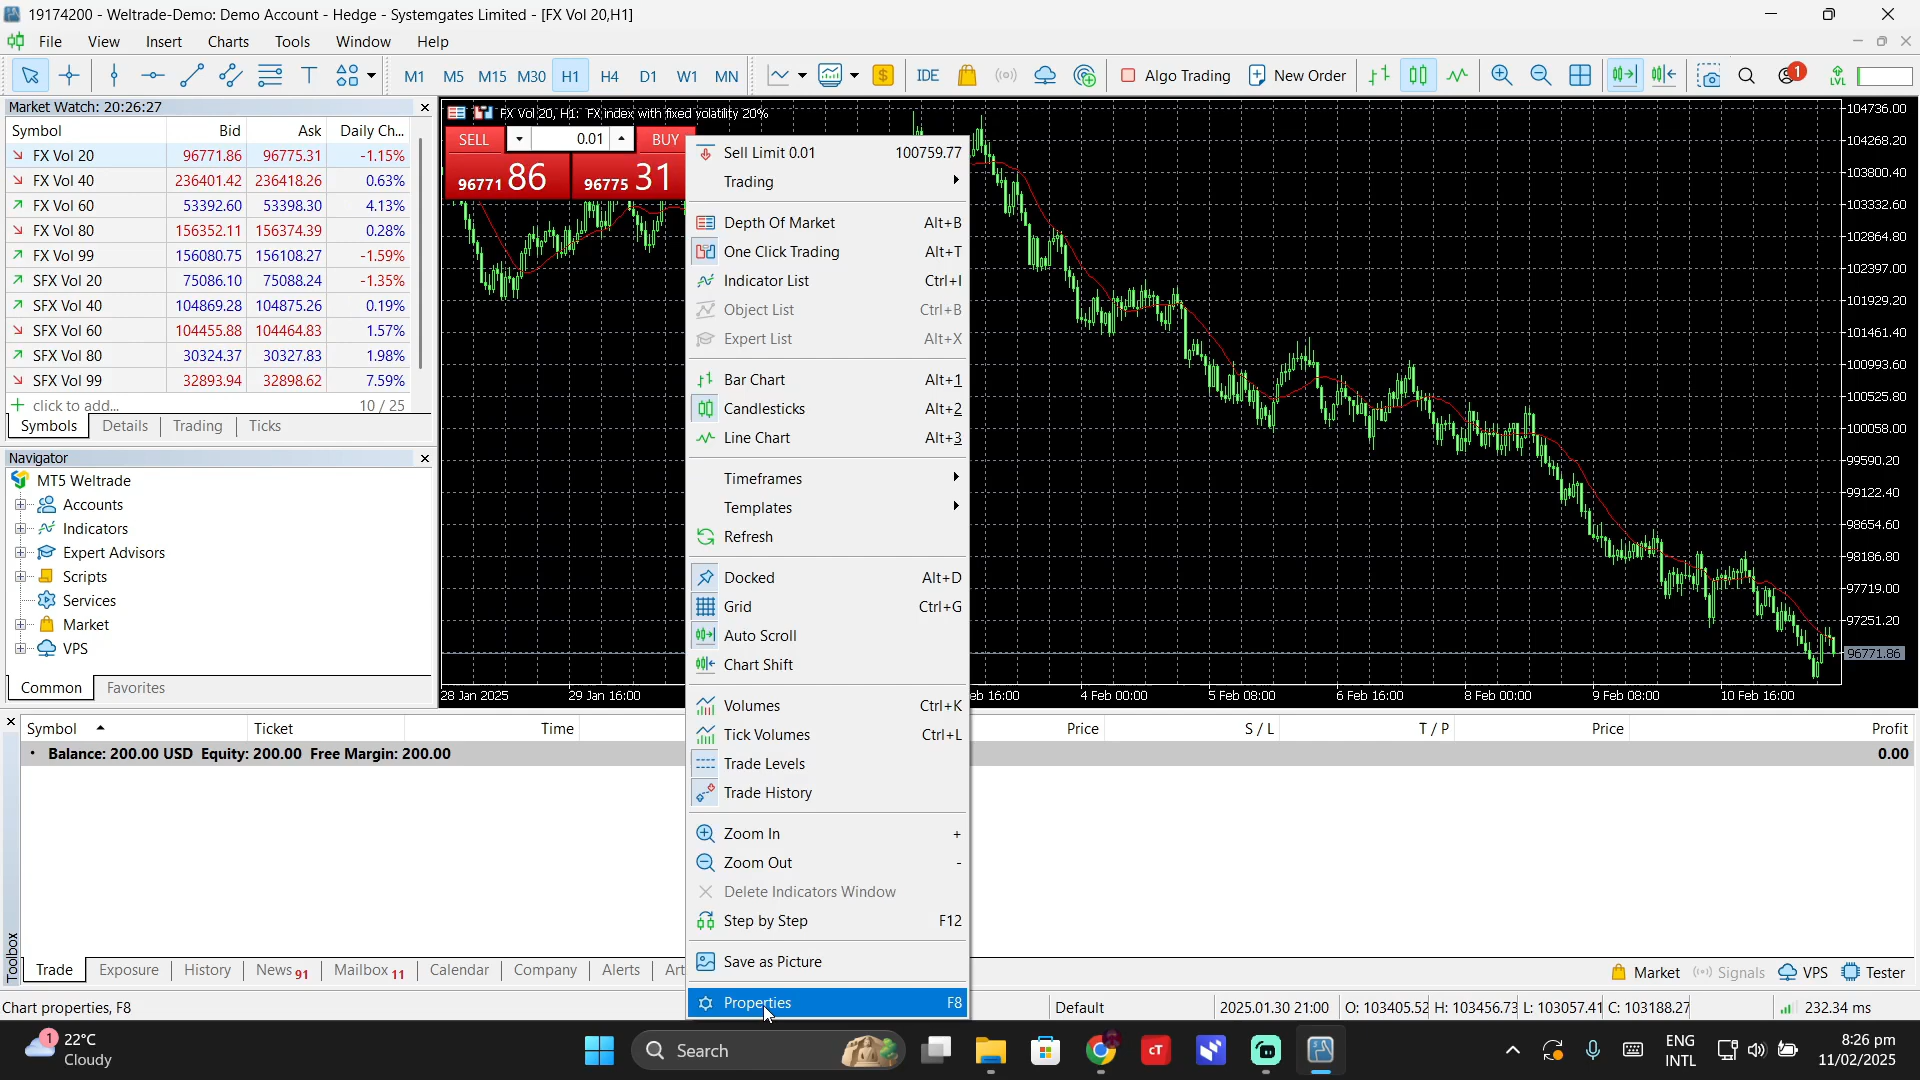 19174200 - Weltrade-Demo: Demo Account - Hedge - Systemgates Limited - [FX Vol 20,H1]
File View Insert Charts Tools Window Help
M1 M5 M15 M30 H1 H4 D1 W1 MN IDE Algo Trading New Order 1 LVL
Market Watch: 20:26:27
Symbol Bid Ask Daily Ch...
FX Vol 20 96771.86 96775.31 -1.15%
FX Vol 40 236401.42 236418.26 0.63%
FX Vol 60 53392.60 53398.30 4.13%
FX Vol 80 156352.11 156374.39 0.28%
FX Vol 99 156080.75 156108.27 -1.59%
SFX Vol 20 75086.10 75088.24 -1.35%
SFX Vol 40 104869.28 104875.26 0.19%
SFX Vol 60 104455.88 104464.83 1.57%
SFX Vol 80 30324.37 30327.83 1.98%
SFX Vol 99 32893.94 32898.62 7.59%
click to add... 10 / 25
Symbols Details Trading Ticks
Navigator
MT5 Weltrade
Accounts
Indicators
Expert Advisors
Scripts
Services
Market
VPS
Common Favorites
FX Vol 20, H1: FX index with fixed volatility 20%
SELL 0.01 BUY
96771 86 96775 31
Sell Limit 0.01 100759.77
Trading
Depth Of Market Alt+B
One Click Trading Alt+T
Indicator List Ctrl+I
Object List Ctrl+B
Expert List Alt+X
Bar Chart Alt+1
Candlesticks Alt+2
Line Chart Alt+3
Timeframes
Templates
Refresh
Docked Alt+D
Grid Ctrl+G
Auto Scroll
Chart Shift
Volumes Ctrl+K
Tick Volumes Ctrl+L
Trade Levels
Trade History
Zoom In +
Zoom Out -
Delete Indicators Window
Step by Step F12
Save as Picture
Properties F8
104736.00
104268.20
103800.40
103332.60
102864.80
102397.00
101929.20
101461.40
100993.60
100525.80
100058.00
99590.20
99122.40
98654.60
98186.80
97719.00
97251.20
96771.86
28 Jan 2025 29 Jan 16:00 eb 16:00 4 Feb 00:00 5 Feb 08:00 6 Feb 16:00 8 Feb 00:00 9 Feb 08:00 10 Feb 16:00
Symbol Ticket Time Price S / L T / P Price Profit
Balance: 200.00 USD Equity: 200.00 Free Margin: 200.00 0.00
Toolbox
Trade Exposure History News 91 Mailbox 11 Calendar Company Alerts Art Market Signals VPS Tester
Chart properties, F8 Default 2025.01.30 21:00 O: 103405.52 H: 103456.73 L: 103057.41 C: 103188.27 232.34 ms
1 22°C
Cloudy
Search
cT
ENG
INTL
8:26 pm
11/02/2025